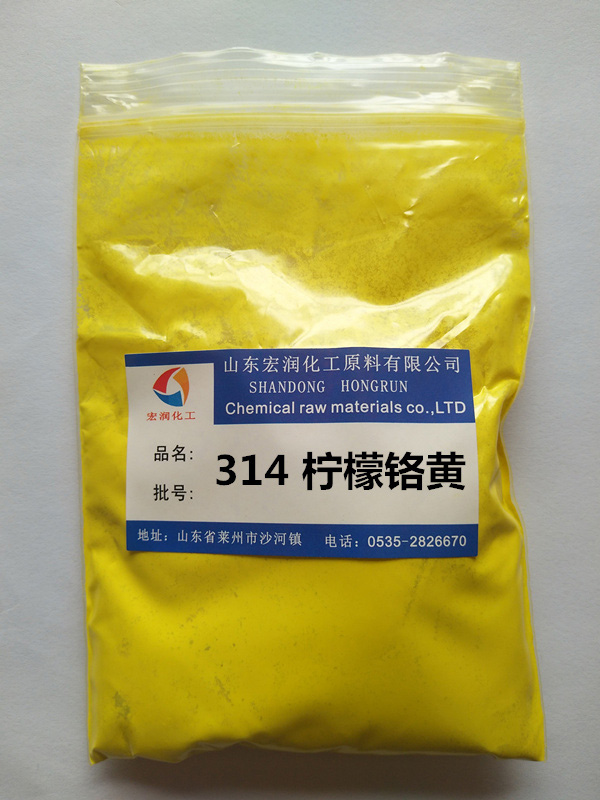 山东宏润化工原料有限公司
SHANDONG HONGRUN
Chemical raw materials co.,LTD
宏润化工
品名:
批号:
314 柠檬铬黄
地址：山东省莱州市沙河镇 电话：0535-2826670